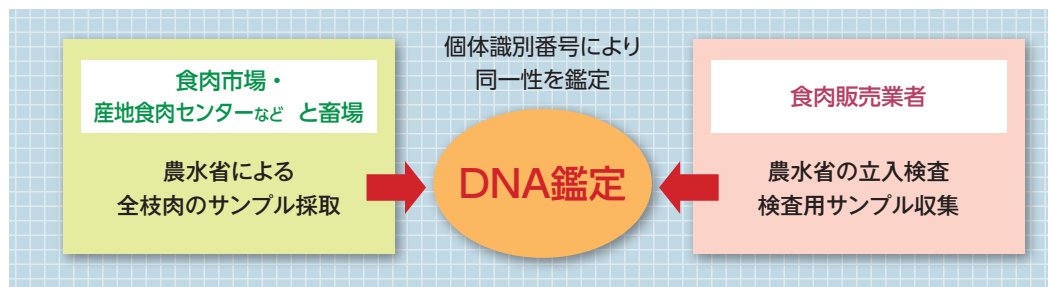 食肉市場・
産地食肉センターなど と畜場
農水省による
全枝肉のサンプル採取
個体識別番号により
同一性を鑑定
DNA鑑定
食肉販売業者
農水省の立入検査
検査用サンプル収集